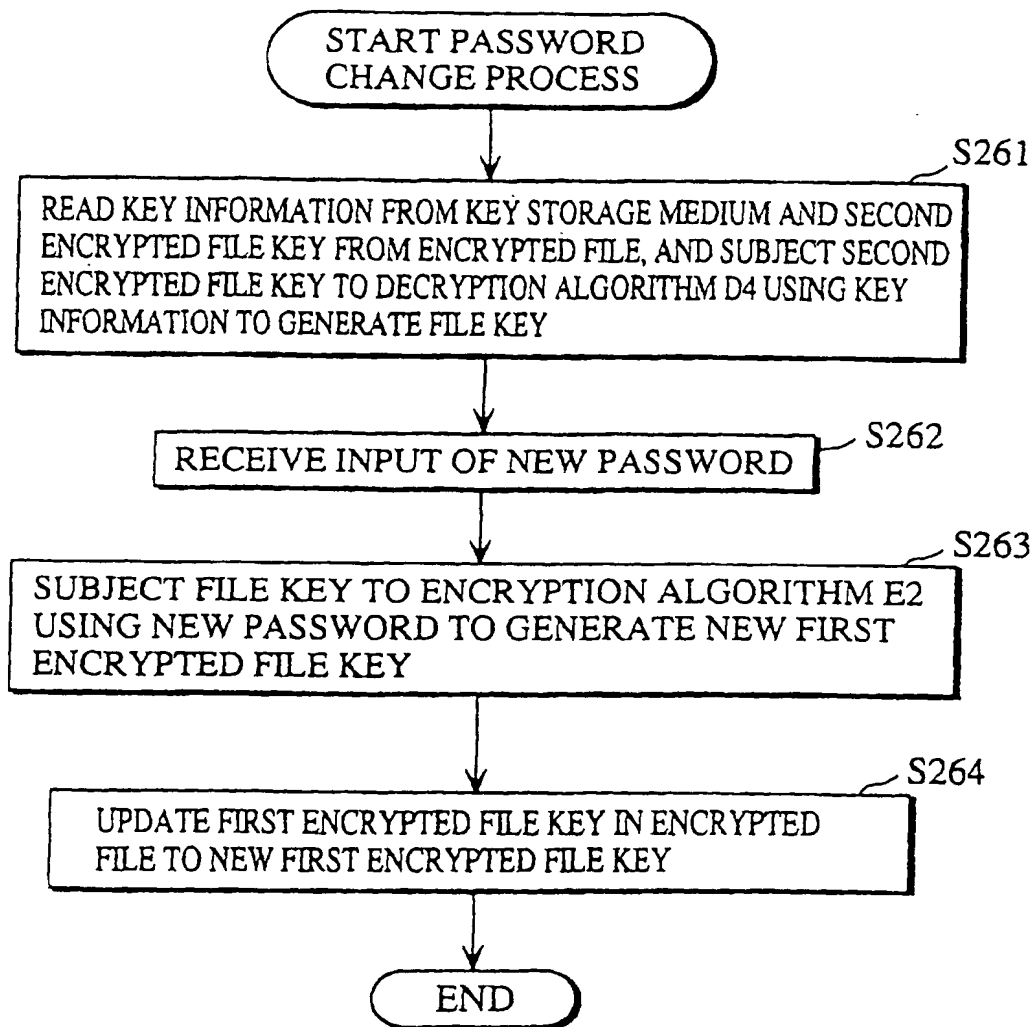 START PASSWORD
CHANGE PROCESS
S261
READ KEY INFORMATION FROM KEY STORAGE MEDIUM AND SECOND
ENCRYPTED FILE KEY FROM ENCRYPTED FILE, AND SUBJECT SECOND
ENCRYPTED FILE KEY TO DECRYPTION ALGORITHM D4 USING KEY
INFORMATION TO GENERATE FILE KEY
S262
RECEIVE INPUT OF NEW PASSWORD
S263
SUBJECT FILE KEY TO ENCRYPTION ALGORITHM E2
USING NEW PASSWORD TO GENERATE NEW FIRST
ENCRYPTED FILE KEY
S264
UPDATE FIRST ENCRYPTED FILE KEY IN ENCRYPTED
FILE TO NEW FIRST ENCRYPTED FILE KEY
END